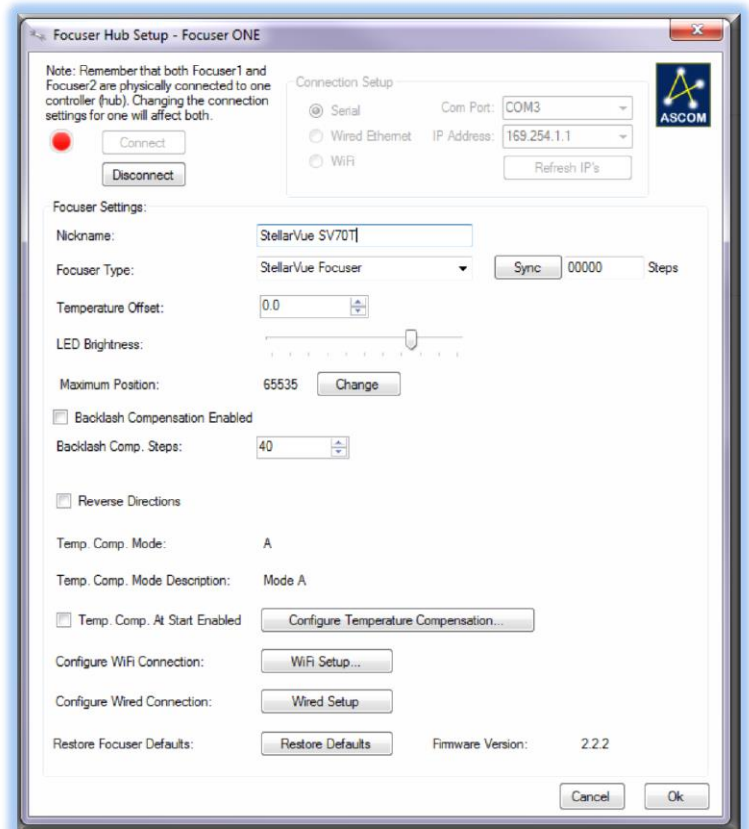 Focuser Hub Setup - Focuser ONE
Note: Remember that both Focuser1 and
Focuser2 are physically connected to one
controller (hub). Changing the connection
settings for one will affect both.
Connect
Disconnect
Connection Setup
Serial Com Port: COM3
Wired Ethernet IP Address: 169.254.1.1
WiFi Refresh IP's
ASCOM
Focuser Settings:
Nickname: StellarVue SV70T
Focuser Type: StellarVue Focuser Sync 00000 Steps
Temperature Offset: 0.0
LED Brightness:
Maximum Position: 65535 Change
Backlash Compensation Enabled
Backlash Comp. Steps: 40
Reverse Directions
Temp. Comp. Mode: A
Temp. Comp. Mode Description: Mode A
Temp. Comp. At Start Enabled Configure Temperature Compensation...
Configure WiFi Connection: WiFi Setup...
Configure Wired Connection: Wired Setup
Restore Focuser Defaults: Restore Defaults Firmware Version: 2.2.2
Cancel Ok